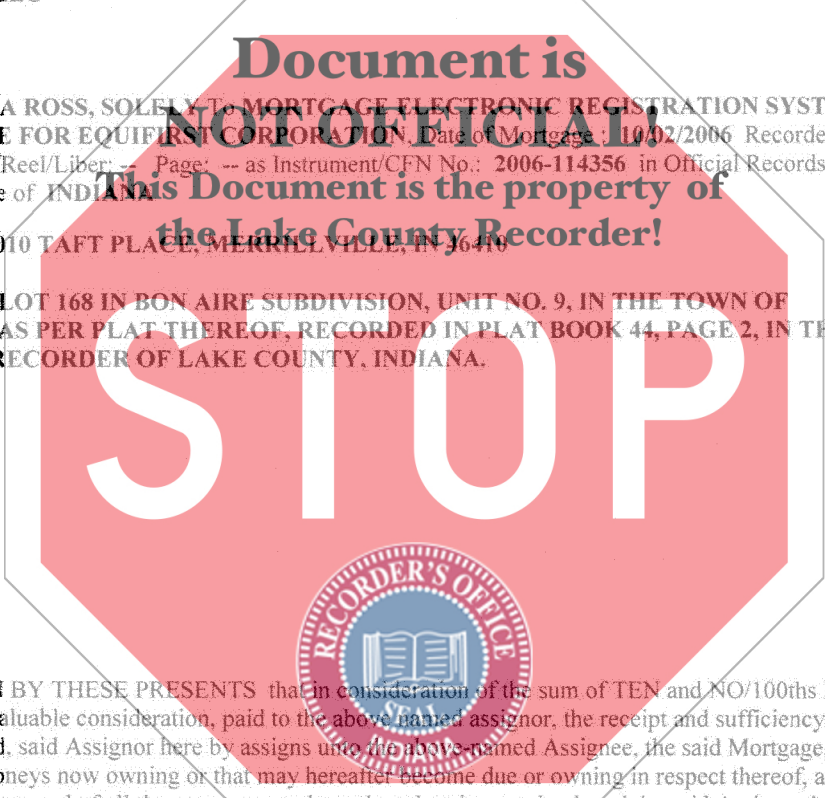 Document is
A ROSS, SOLELY To MORTGAGE ELECTRONIC REGISTRATION SYST
NOT OFFICIAL!
E FOR EQUIFIRST CORPORATION, Date of Mortgage : 10/02/2006 Recorde
/Reel/Liber: -- Page: -- as Instrument/CFN No.: 2006-114356 in Official Records
e of INDIANA
This Document is the property of
the Lake County Recorder!
010 TAFT PLACE, MERRILLVILLE, IN 46410
LOT 168 IN BON AIRE SUBDIVISION, UNIT NO. 9, IN THE TOWN OF
AS PER PLAT THEREOF, RECORDED IN PLAT BOOK 44, PAGE 2, IN TH
RECORDER OF LAKE COUNTY, INDIANA.
STOP
RECORDER'S OFFICE
SEAL
INDIANA
BY THESE PRESENTS that in consideration of the sum of TEN and NO/100ths
aluable consideration, paid to the above named assignor, the receipt and sufficiency
, said Assignor here by assigns unto the above-named Assignee, the said Mortgage
neys now owning or that may hereafter become due or owning in respect thereof, a